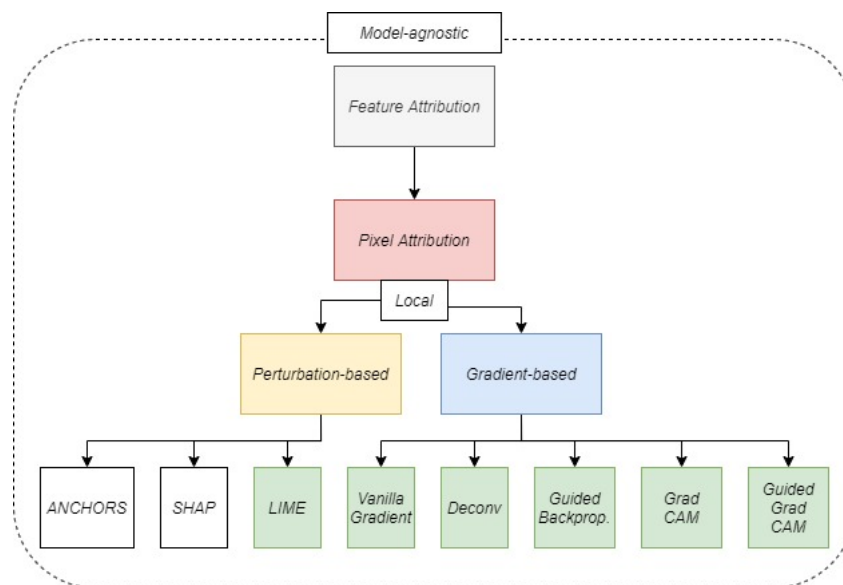 Model-agnostic
Feature Attribution
Pixel Attribution
Local
Perturbation-based
Gradient-based
ANCHORS
SHAP
LIME
Vanilla
Gradient
Deconv
Guided
Backprop.
Grad
CAM
Guided
Grad
CAM